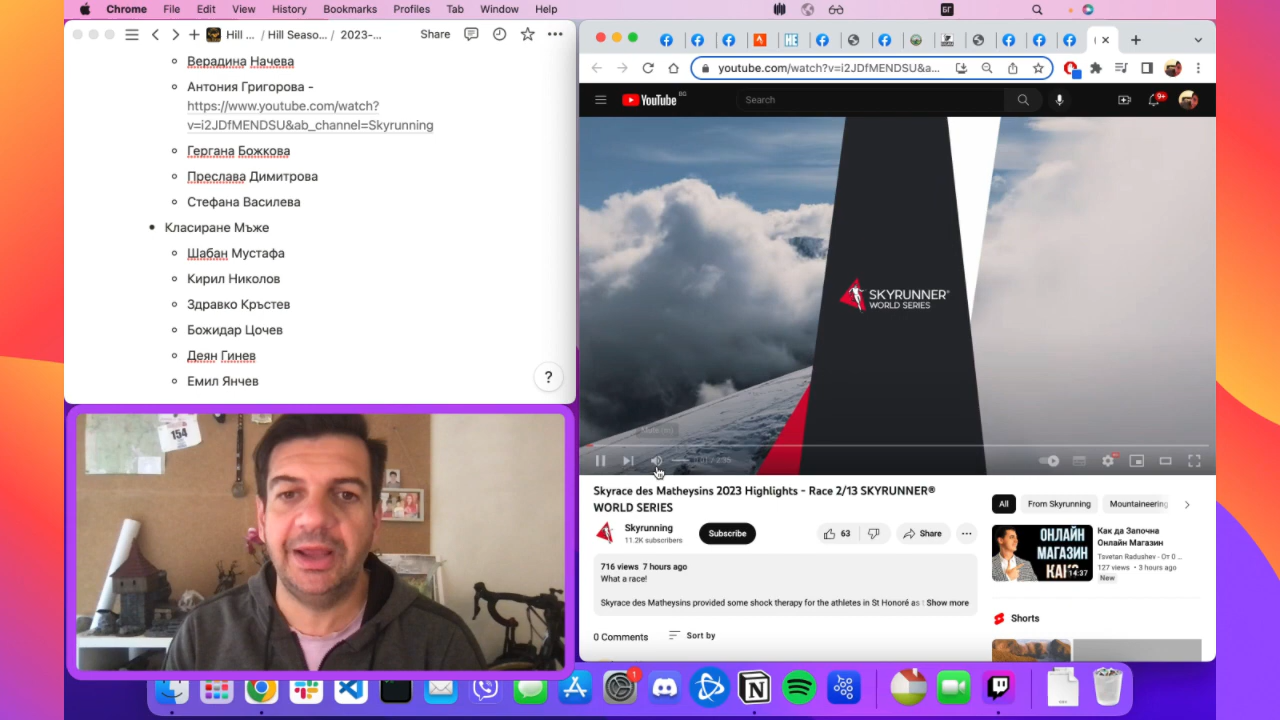 Chrome File Edit View History Bookmarks Profiles Tab Window Help
Hill ... / Hill Seaso... / 2023-...
Share
Верадина Начева
Антония Григорова -
https://www.youtube.com/watch?
v=i2JDfMENDSU&ab_channel=Skyrunning
Гергана Божкова
Преслава Димитрова
Стефана Василева
Класиране Мъже
Шабан Мустафа
Кирил Николов
Здравко Кръстев
Божидар Цочев
Деян Гинев
Емил Янчев
?
154
БГ
youtube.com/watch?v=i2JDfMENDSU&a...
YouTube BG
Search
9+
SKYRUNNER®
WORLD SERIES
Skyrace des Matheysins 2023 Highlights - Race 2/13 SKYRUNNER®
WORLD SERIES
Skyrunning
11.2K subscribers
Subscribe
63
Share
716 views 7 hours ago
What a race!
Skyrace des Matheysins provided some shock therapy for the athletes in St Honoré as
Show more
0 Comments
Sort by
All
From Skyrunning
Mountaineering
ОНЛАЙН
МАГАЗИН
КАК?
14:37
Как да Започна
Онлайн Магазин
Tsvetan Radushev - От 0 ...
127 views • 3 hours ago
New
Shorts
1